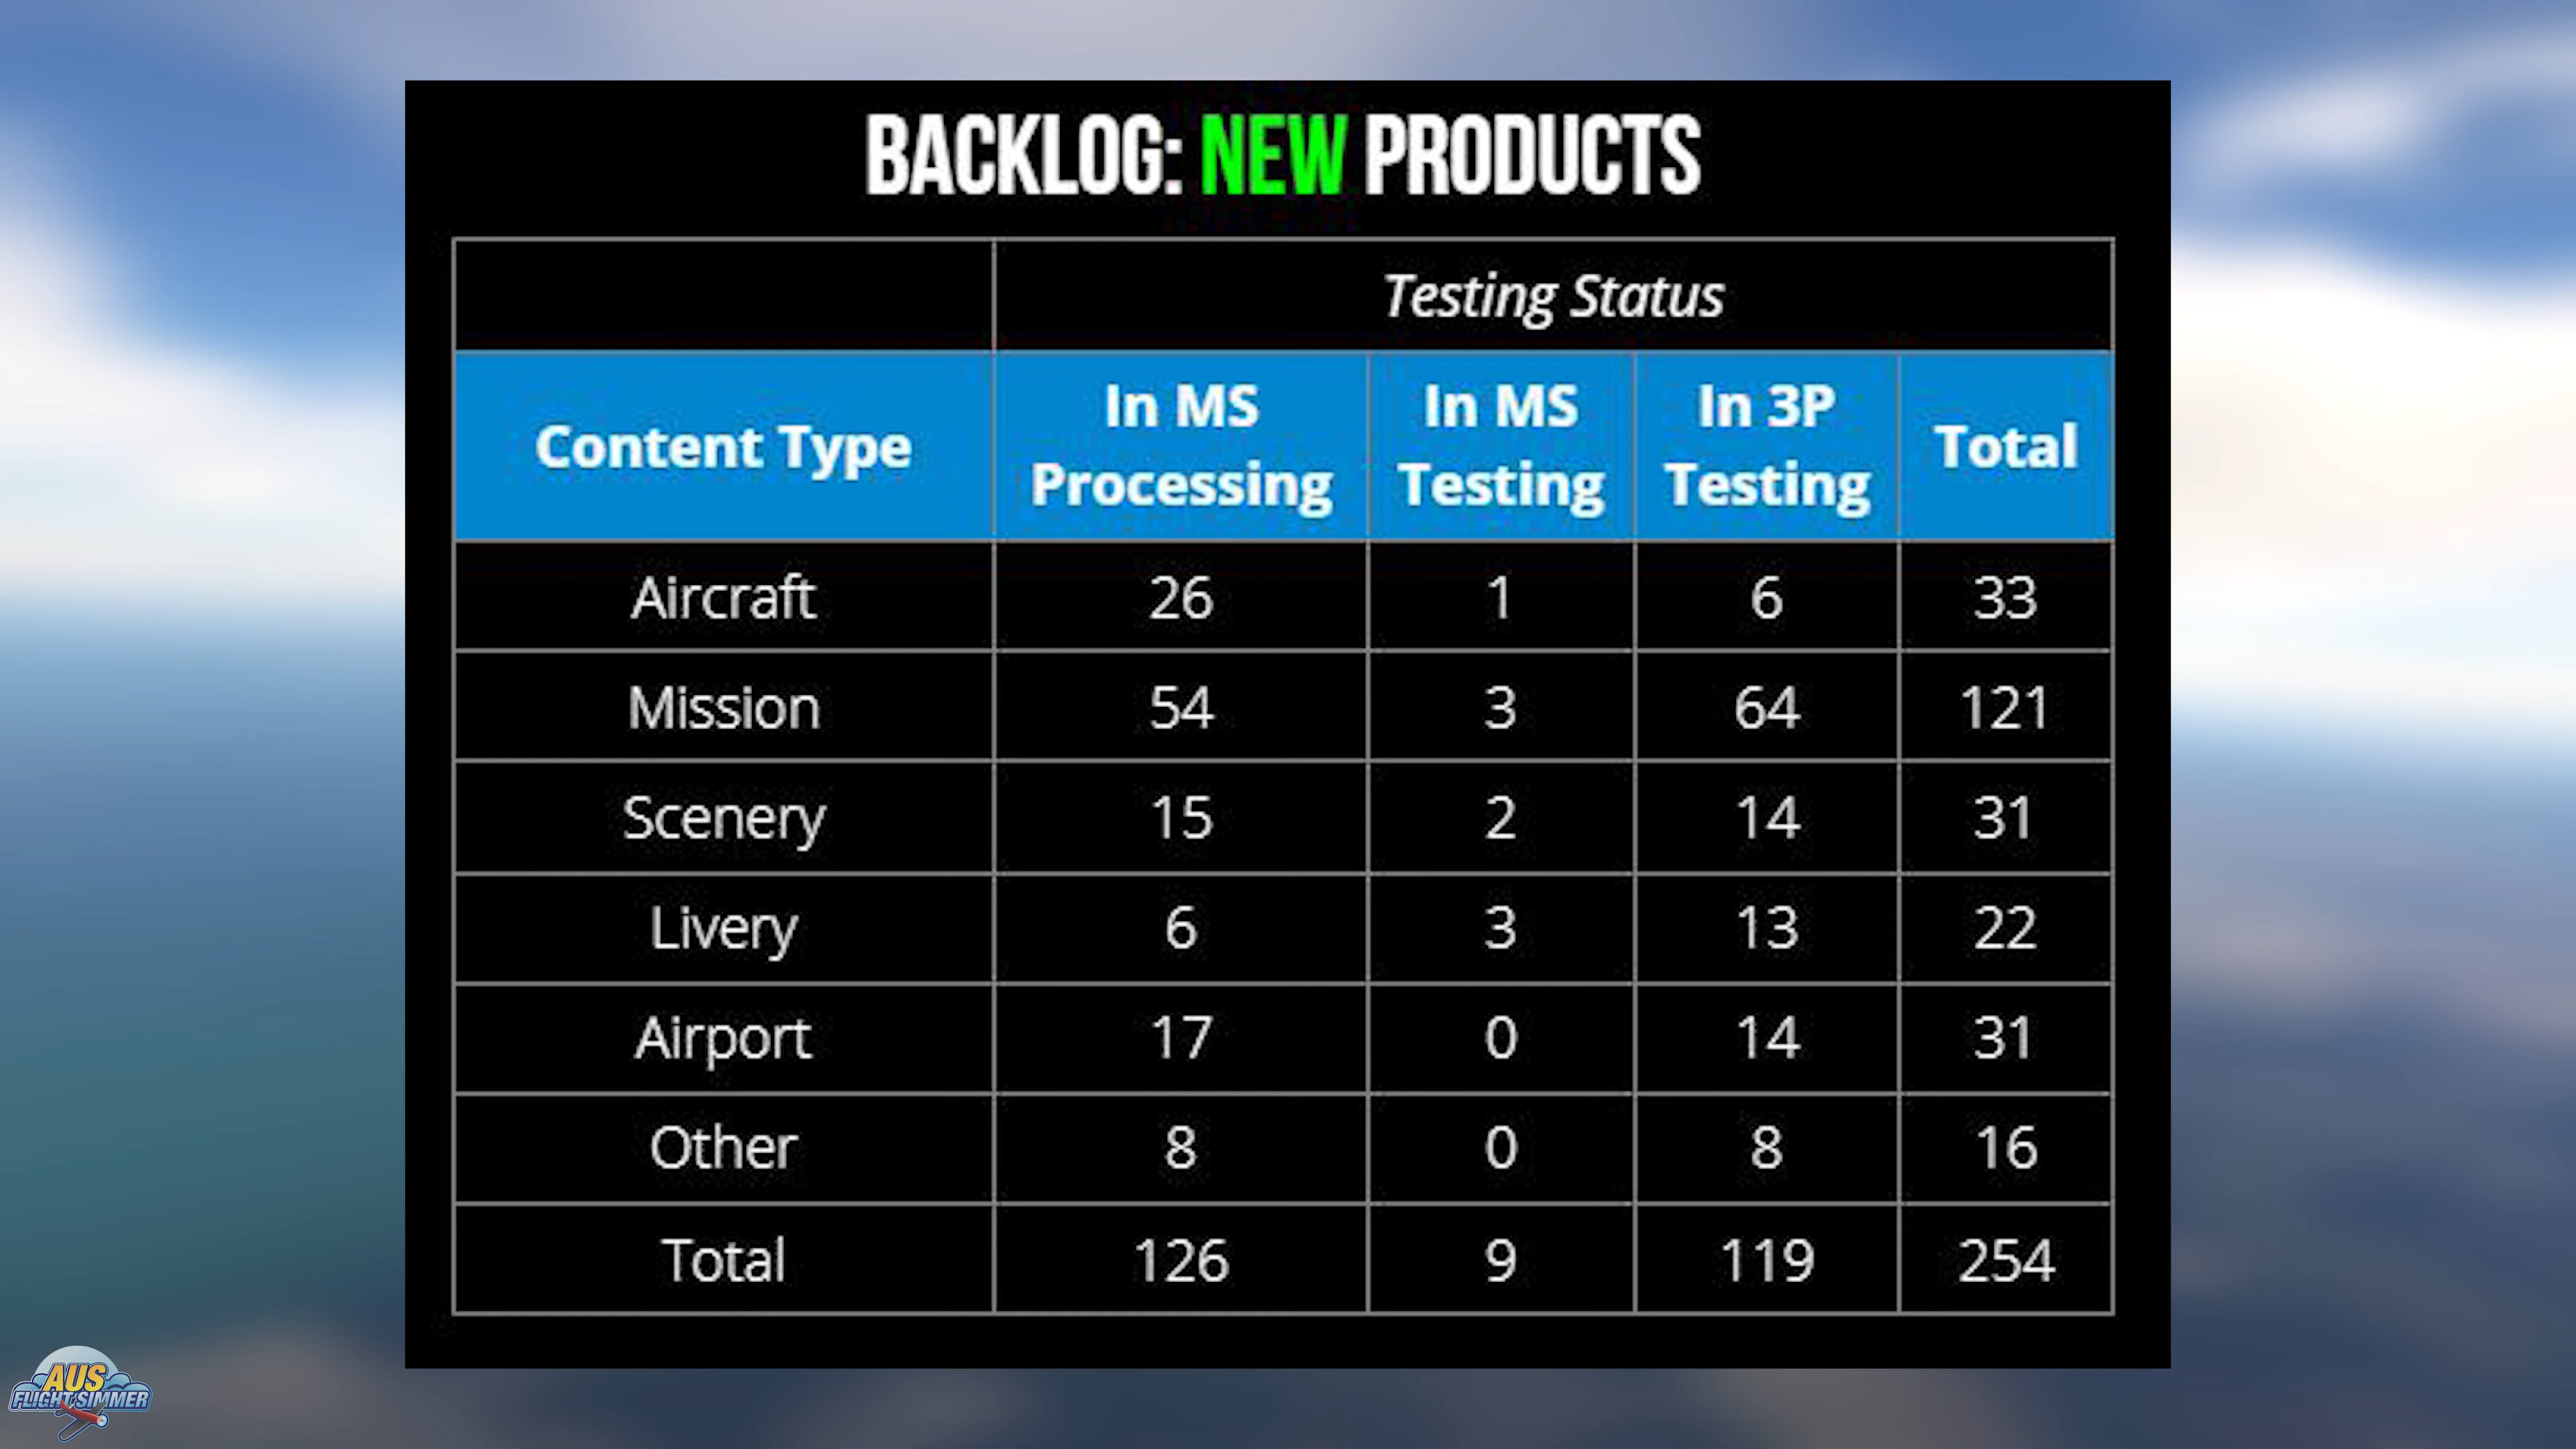 BACKLOG: NEW PRODUCTS
Testing Status
Content Type In MS Processing In MS Testing In 3P Testing Total
Aircraft 26 1 6 33
Mission 54 3 64 121
Scenery 15 2 14 31
Livery 6 3 13 22
Airport 17 0 14 31
Other 8 0 8 16
Total 126 9 119 254
AUS
FLIGHTSIMMER